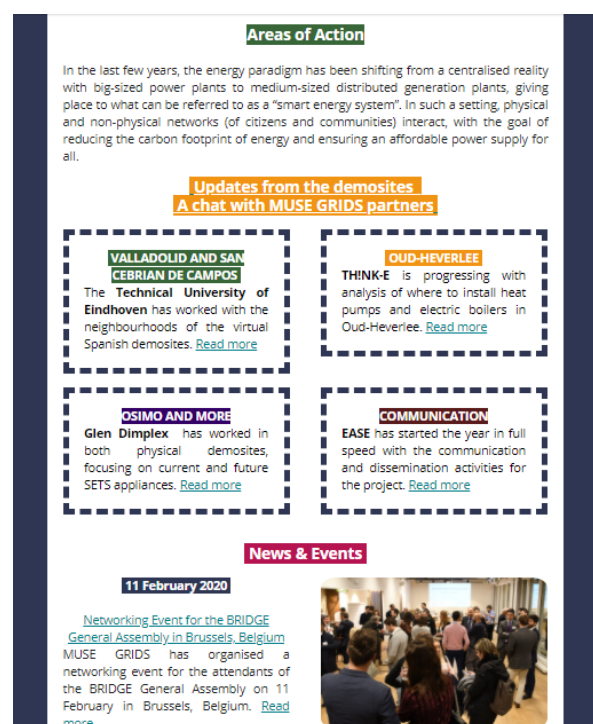 Areas of Action
In the last few years, the energy paradigm has been shifting from a centralised reality
with big-sized power plants to medium-sized distributed generation plants, giving
place to what can be referred to as a “smart energy system”. In such a setting, physical
and non-physical networks (of citizens and communities) interact, with the goal of
reducing the carbon footprint of energy and ensuring an affordable power supply for
all.
Updates from the demosites
A chat with MUSE GRIDS partners
VALLADOLID AND SAN
CEBRIAN DE CAMPOS
The Technical University of
Eindhoven has worked with the
neighbourhoods of the virtual
Spanish demosites. Read more
OUD-HEVERLEE
TH!NK-E is progressing with
analysis of where to install heat
pumps and electric boilers in
Oud-Heverlee. Read more
OSIMO AND MORE
Glen Dimplex has worked in
both physical demosites,
focusing on current and future
SETS appliances. Read more
COMMUNICATION
EASE has started the year in full
speed with the communication
and dissemination activities for
the project. Read more
News & Events
11 February 2020
Networking Event for the BRIDGE
General Assembly in Brussels, Belgium
MUSE GRIDS has organised a
networking event for the attendants of
the BRIDGE General Assembly on 11
February in Brussels, Belgium. Read
more